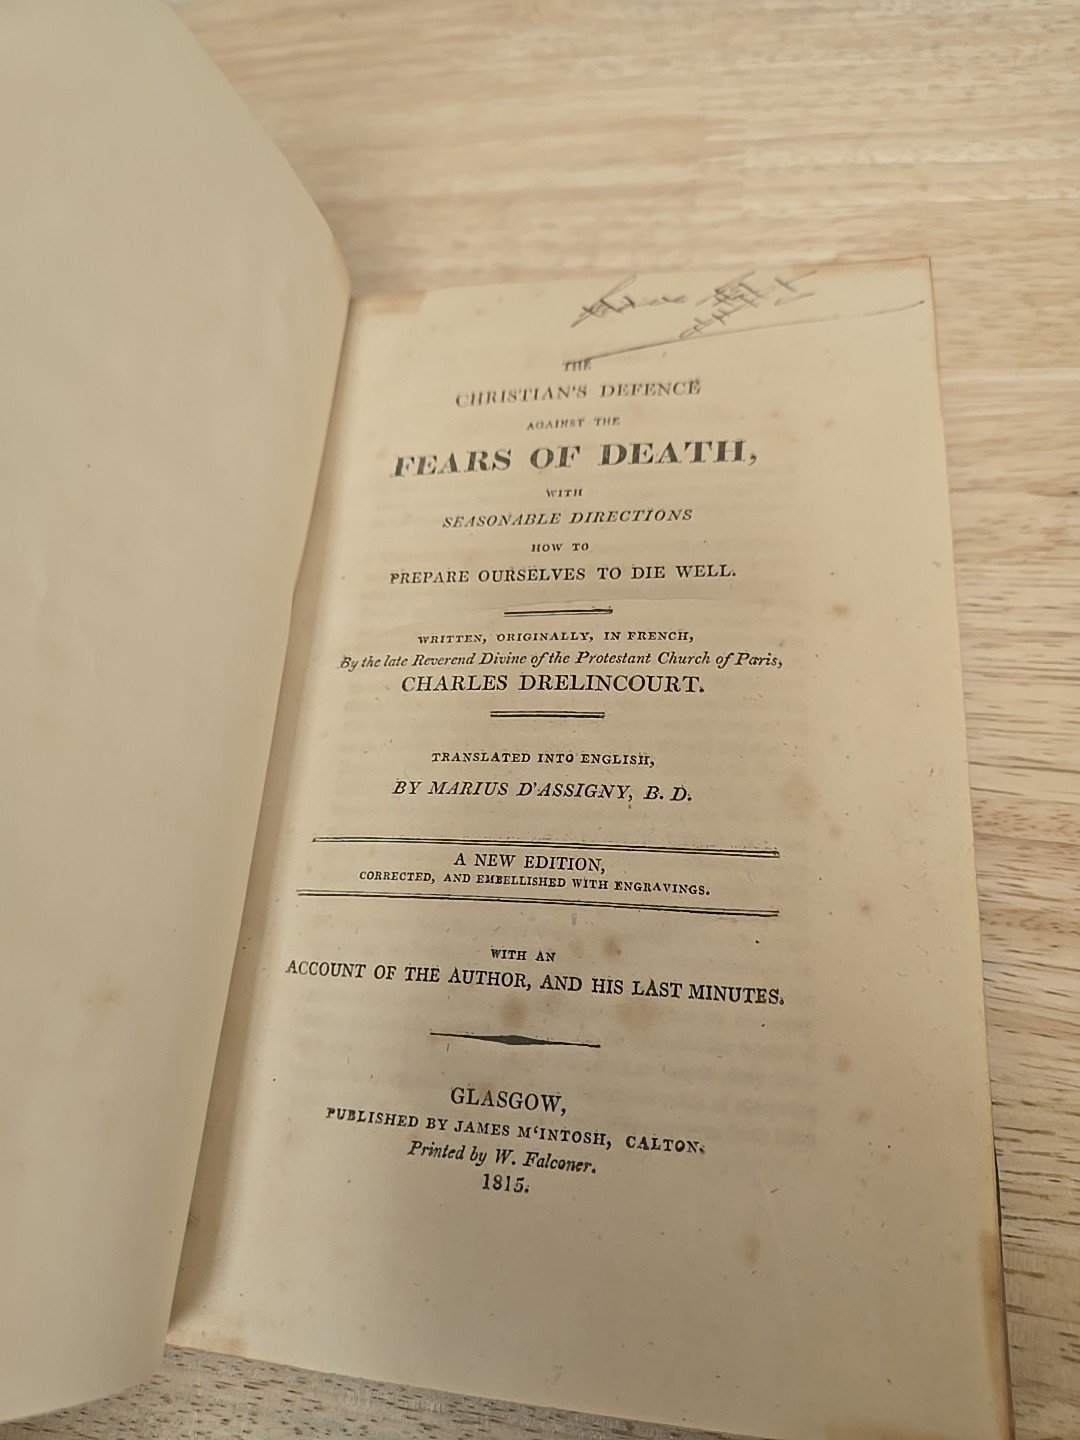 THE
CHRISTIAN'S DEFENCE
AGAINST THE
FEARS OF DEATH,
WITH
SEASONABLE DIRECTIONS
HOW TO
PREPARE OURSELVES TO DIE WELL.
WRITTEN, ORIGINALLY, IN FRENCH,
By the late Reverend Divine of the Protestant Church of Paris,
CHARLES DRELINCOURT.
TRANSLATED INTO ENGLISH,
BY MARIUS D'ASSIGNY, B. D.
A NEW EDITION,
CORRECTED, AND EMBELLISHED WITH ENGRAVINGS.
WITH AN
ACCOUNT OF THE AUTHOR, AND HIS LAST MINUTES.
GLASGOW,
PUBLISHED BY JAMES M'INTOSH, CALTON.
Printed by W. Falconer.
1815.